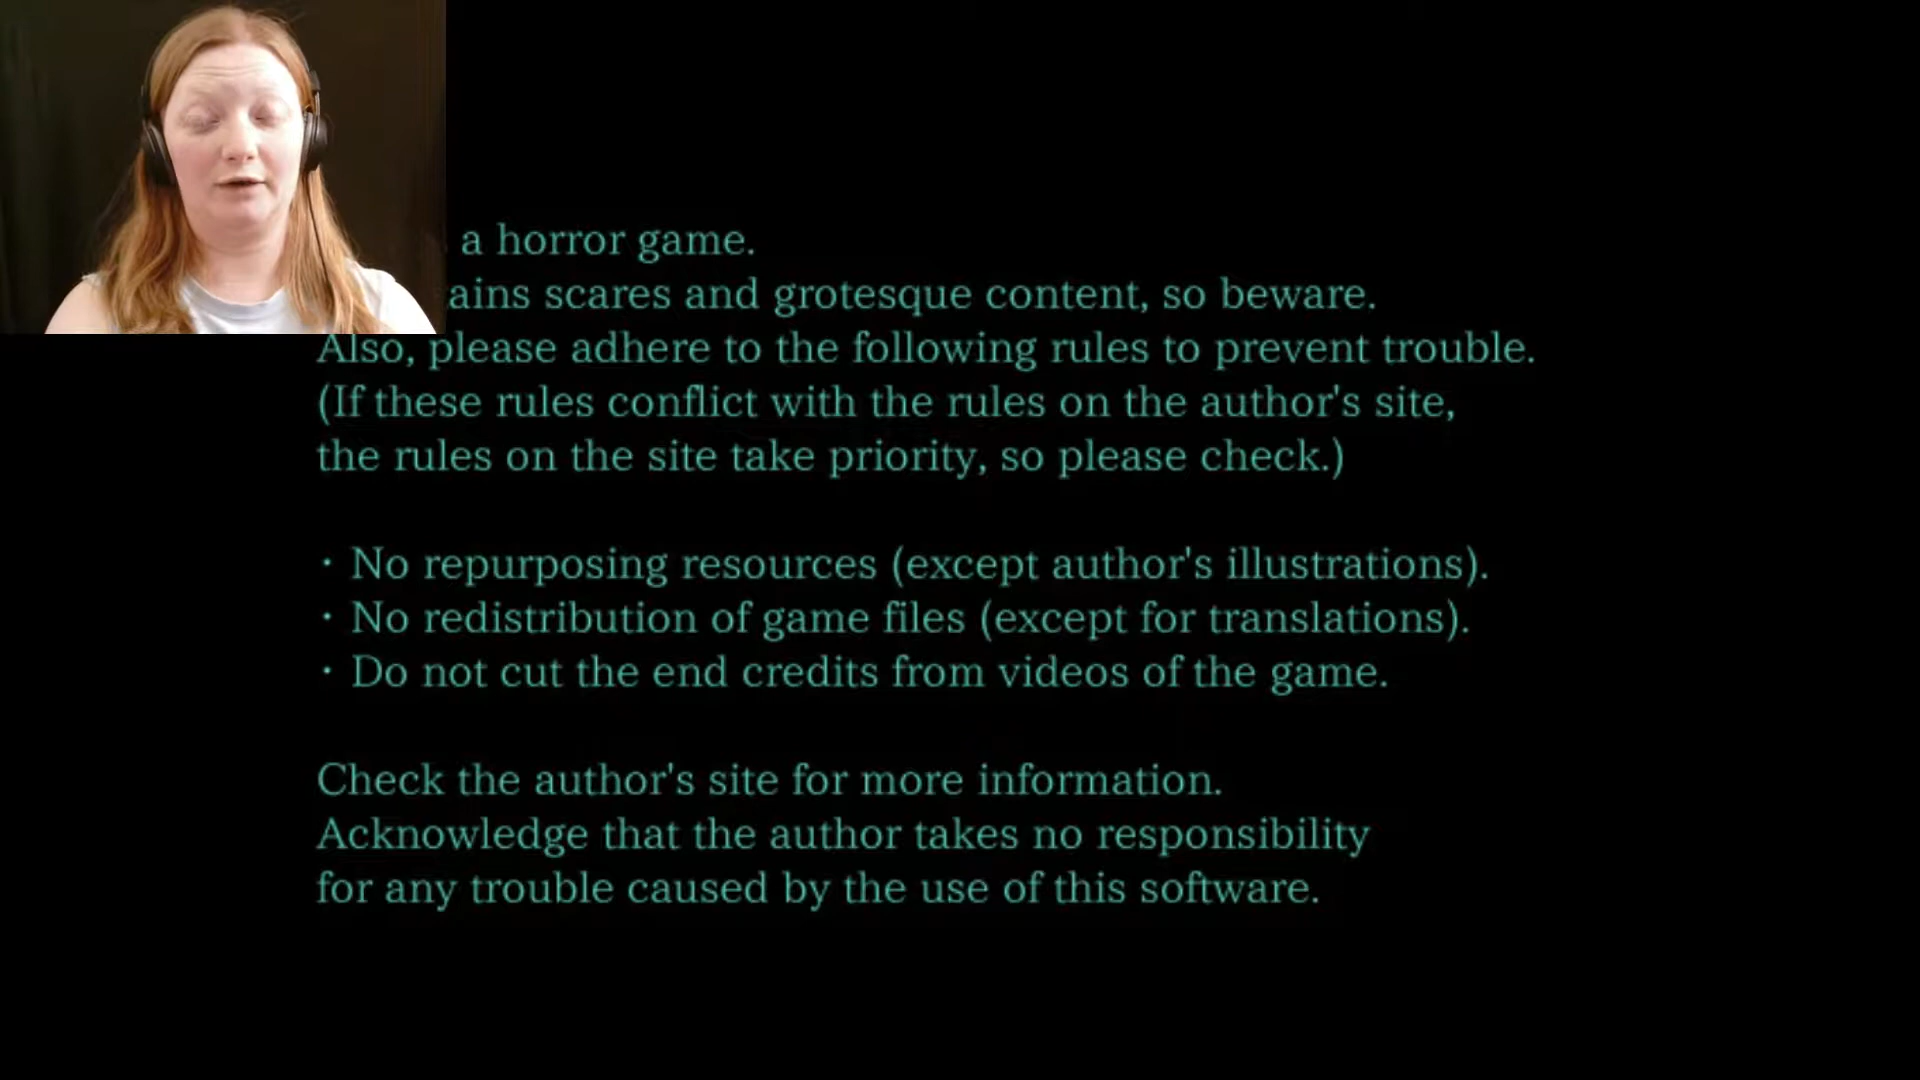 a horror game.
ains scares and grotesque content, so beware.
Also, please adhere to the following rules to prevent trouble.
(If these rules conflict with the rules on the author's site,
the rules on the site take priority, so please check.)
· No repurposing resources (except author's illustrations).
· No redistribution of game files (except for translations).
· Do not cut the end credits from videos of the game.
Check the author's site for more information.
Acknowledge that the author takes no responsibility
for any trouble caused by the use of this software.